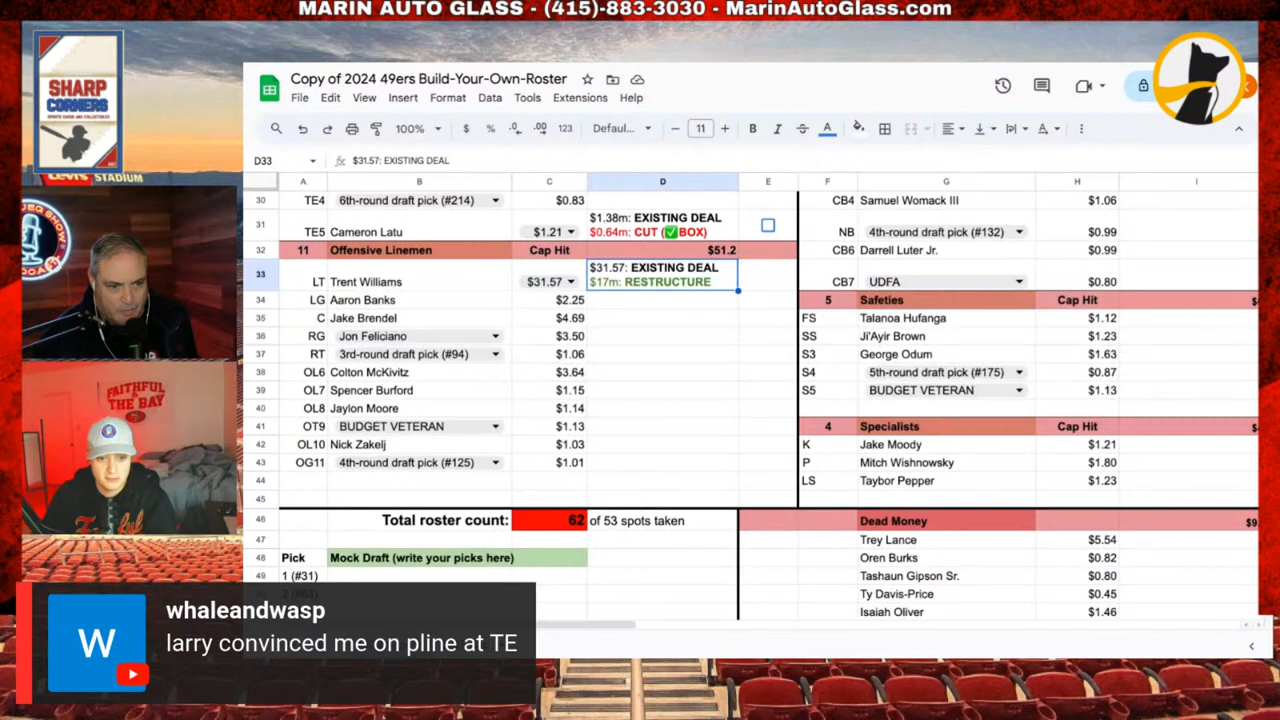 MARIN AUTO GLASS - (415)-883-3030 - MarinAutoGlass.com
SHARP
CORNERS
SPORTS CARDS AND COLLECTIBLES
LEVI'S STADIUM
SHOW
FAITHFUL
THE BAY
Copy of 2024 49ers Build-Your-Own-Roster
File Edit View Insert Format Data Tools Extensions Help
100% $ % .0 .00 123 Defaul... 11 B I A
D33 fx $31.57: EXISTING DEAL
A B C D E F G H I
30 TE4 6th-round draft pick (#214) $0.83 CB4 Samuel Womack III $1.06
31 TE5 Cameron Latu $1.21 $1.38m: EXISTING DEAL
$0.64m: CUT (✅ BOX) NB 4th-round draft pick (#132) $0.99
32 11 Offensive Linemen Cap Hit $51.2 CB6 Darrell Luter Jr. $0.99
33 LT Trent Williams $31.57 $31.57: EXISTING DEAL
$17m: RESTRUCTURE CB7 UDFA $0.80
34 LG Aaron Banks $2.25 5 Safeties Cap Hit
35 C Jake Brendel $4.69 FS Talanoa Hufanga $1.12
36 RG Jon Feliciano $3.50 SS Ji'Ayir Brown $1.23
37 RT 3rd-round draft pick (#94) $1.06 S3 George Odum $1.63
38 OL6 Colton McKivitz $3.64 S4 5th-round draft pick (#175) $0.87
39 OL7 Spencer Burford $1.15 S5 BUDGET VETERAN $1.13
40 OL8 Jaylon Moore $1.14
41 OT9 BUDGET VETERAN $1.13 4 Specialists Cap Hit
42 OL10 Nick Zakelj $1.03 K Jake Moody $1.21
43 OG11 4th-round draft pick (#125) $1.01 P Mitch Wishnowsky $1.80
44 LS Taybor Pepper $1.23
45
46 Total roster count: 62 of 53 spots taken Dead Money $9.
47 Trey Lance $5.54
48 Pick Mock Draft (write your picks here) Oren Burks $0.82
49 1 (#31) Tashaun Gipson Sr. $0.80
Ty Davis-Price $0.45
Isaiah Oliver $1.46
W
whaleandwasp
larry convinced me on pline at TE